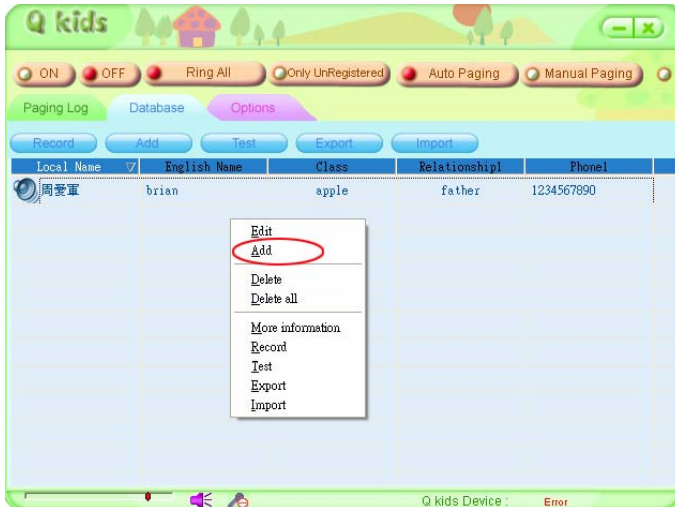 Q kids
ON OFF Ring All Only UnRegistered Auto Paging Manual Paging
Paging Log Database Options
Record Add Test Export Import
Local Name English Name Class Relationship1 Phone1
周愛軍 brian apple father 1234567890
Edit
Add
Delete
Delete all
More information
Record
Test
Export
Import
Q kids Device : Error